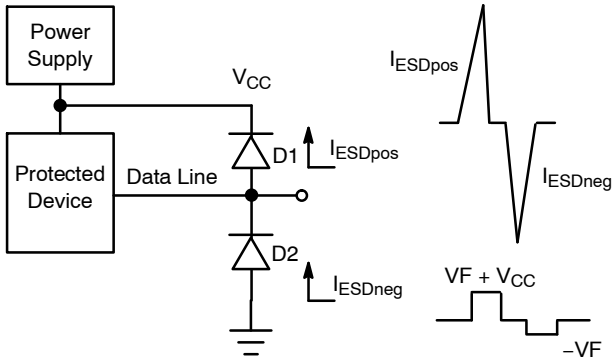 Power
Supply
V_CC
I_ESDpos
D1
I_ESDpos
Protected
Device
Data Line
I_ESDneg
D2
I_ESDneg
VF + V_CC
−VF